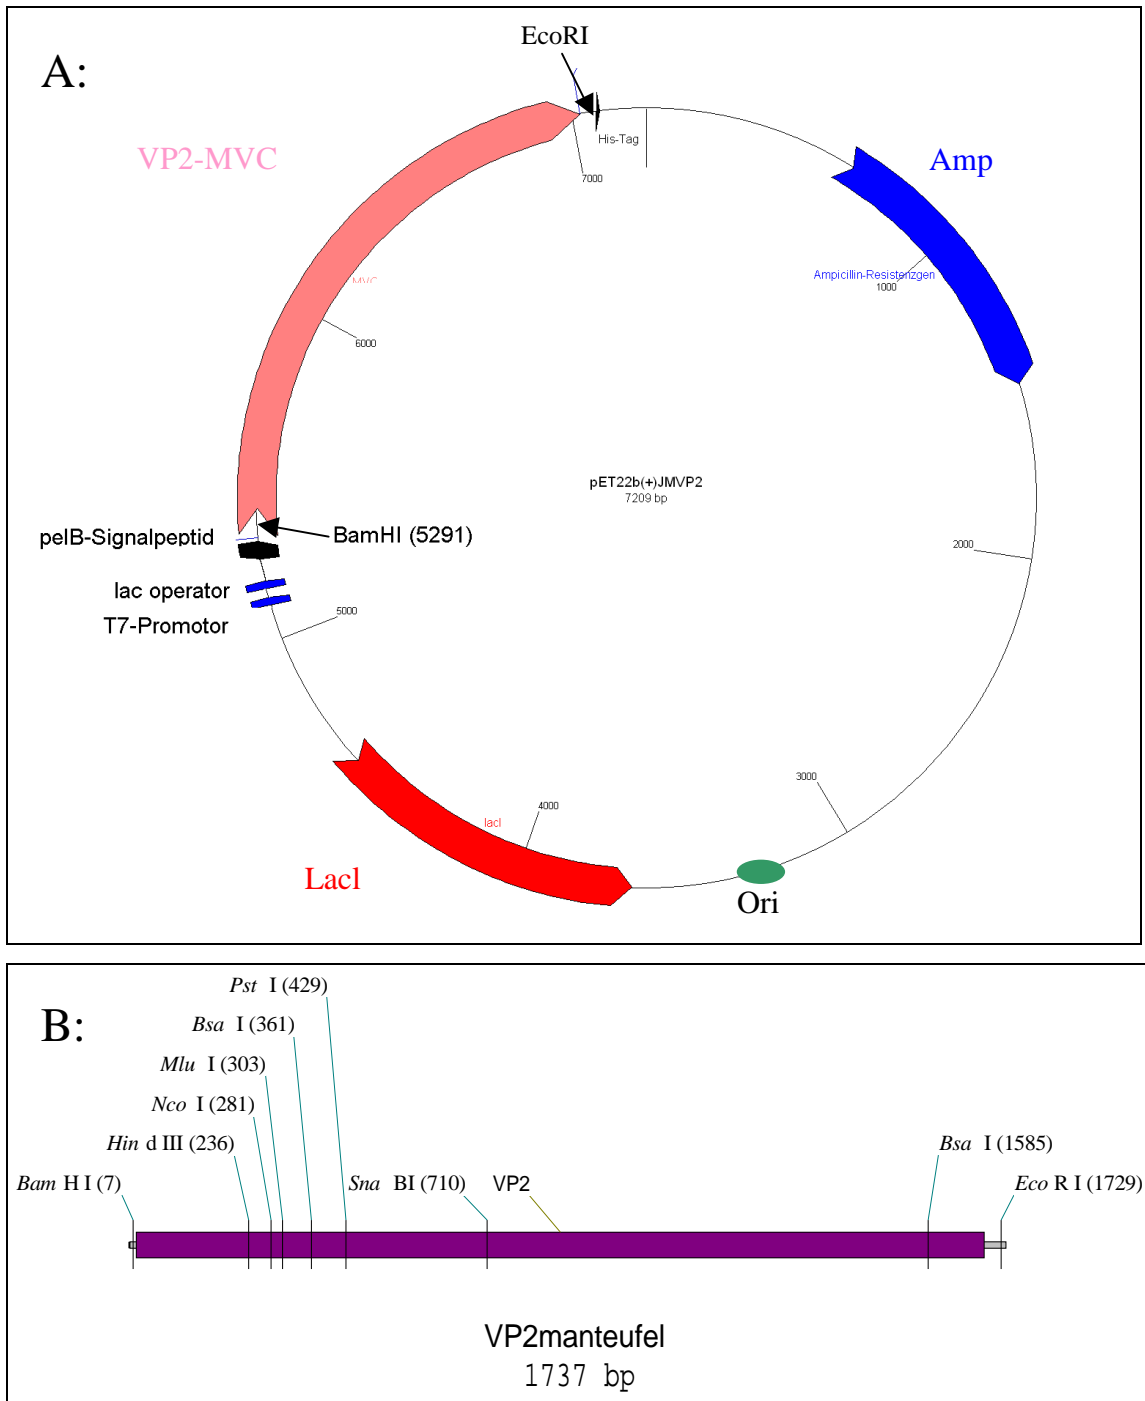 EcoRI
A:
His-Tag
VP2-MVC
Amp
7000
Ampicillin-Resistenzgen
1000
MVC
6000
pET22b(+)JMVP2
7209 bp
pelB-Signalpeptid
BamHI (5291)
2000
lac operator
5000
T7-Promotor
3000
4000
lacI
LacI
Ori
Pst I (429)
B:
Bsa I (361)
Mlu I (303)
Nco I (281)
Hin d III (236)
Bsa I (1585)
Bam H I (7)
Sna BI (710)
VP2
Eco R I (1729)
VP2manteufel
1737 bp